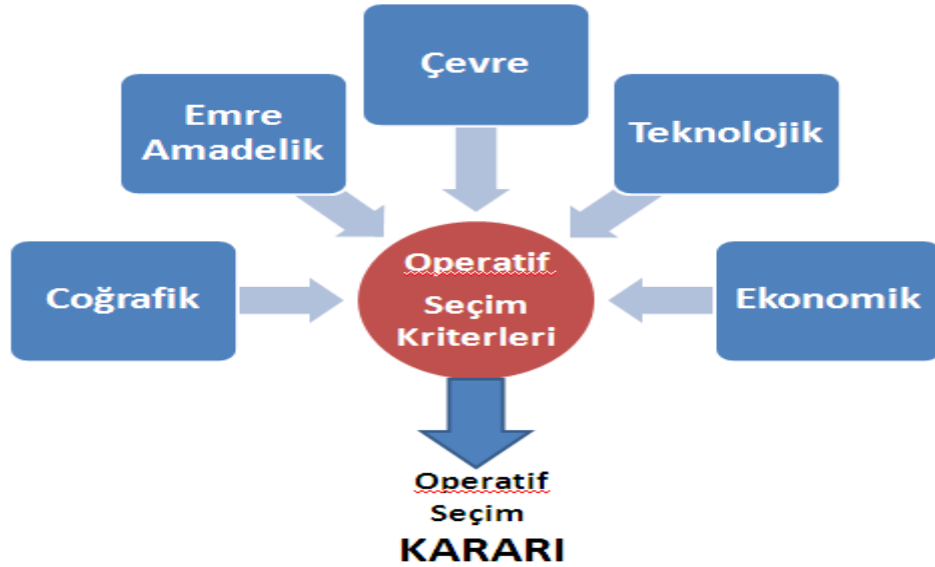 Çevre
Emre
Amadelik
Teknolojik
Coğrafik
Operatif
Seçim
Kriterleri
Ekonomik
Operatif
Seçim
KARARI